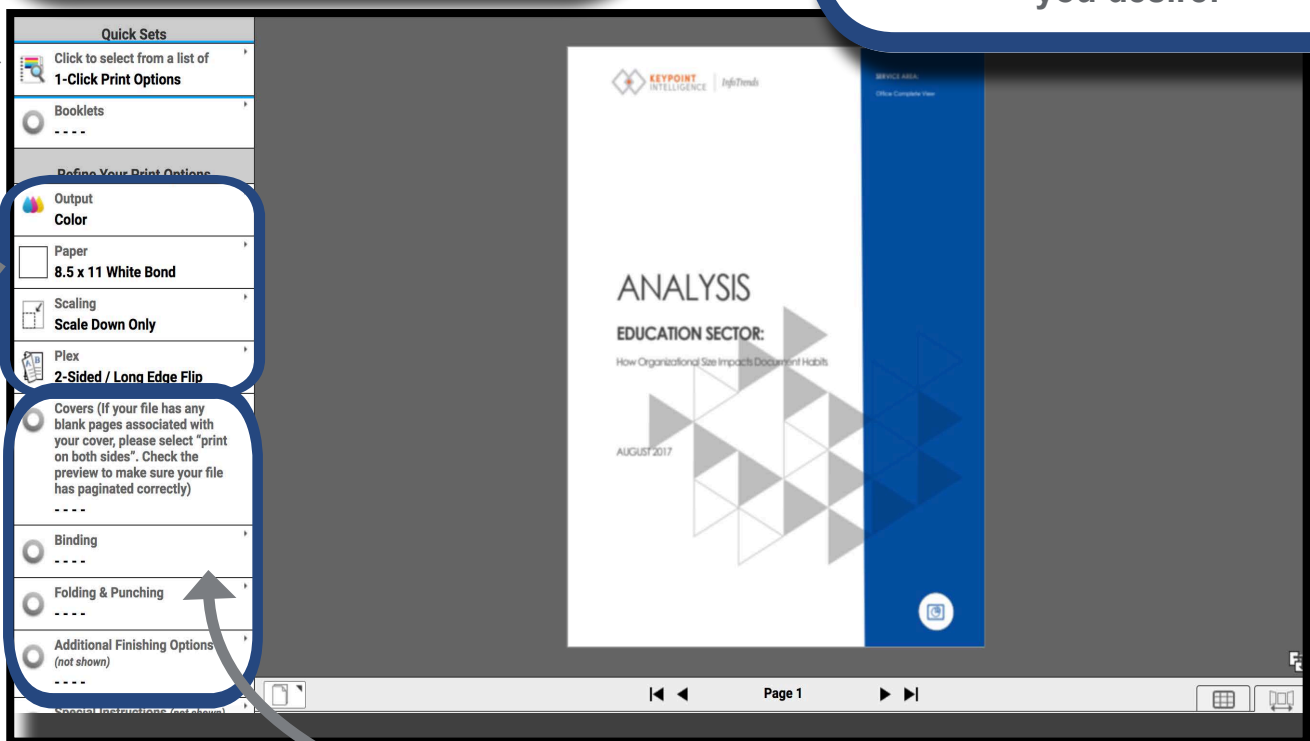 you desire.
Quick Sets
Click to select from a list of
1-Click Print Options
Booklets
- - - -
Refine Your Print Options
Output
Color
Paper
8.5 x 11 White Bond
Scaling
Scale Down Only
Plex
2-Sided / Long Edge Flip
Covers (If your file has any
blank pages associated with
your cover, please select "print
on both sides". Check the
preview to make sure your file
has paginated correctly)
- - - -
Binding
- - - -
Folding & Punching
- - - -
Additional Finishing Options
(not shown)
- - - -
Special Instructions (not shown)
KEYPOINT
INTELLIGENCE
InfoTrends
SERVICE AREA:
Office Complete View
ANALYSIS
EDUCATION SECTOR:
How Organizational Size Impacts Document Habits
AUGUST 2017
Page 1